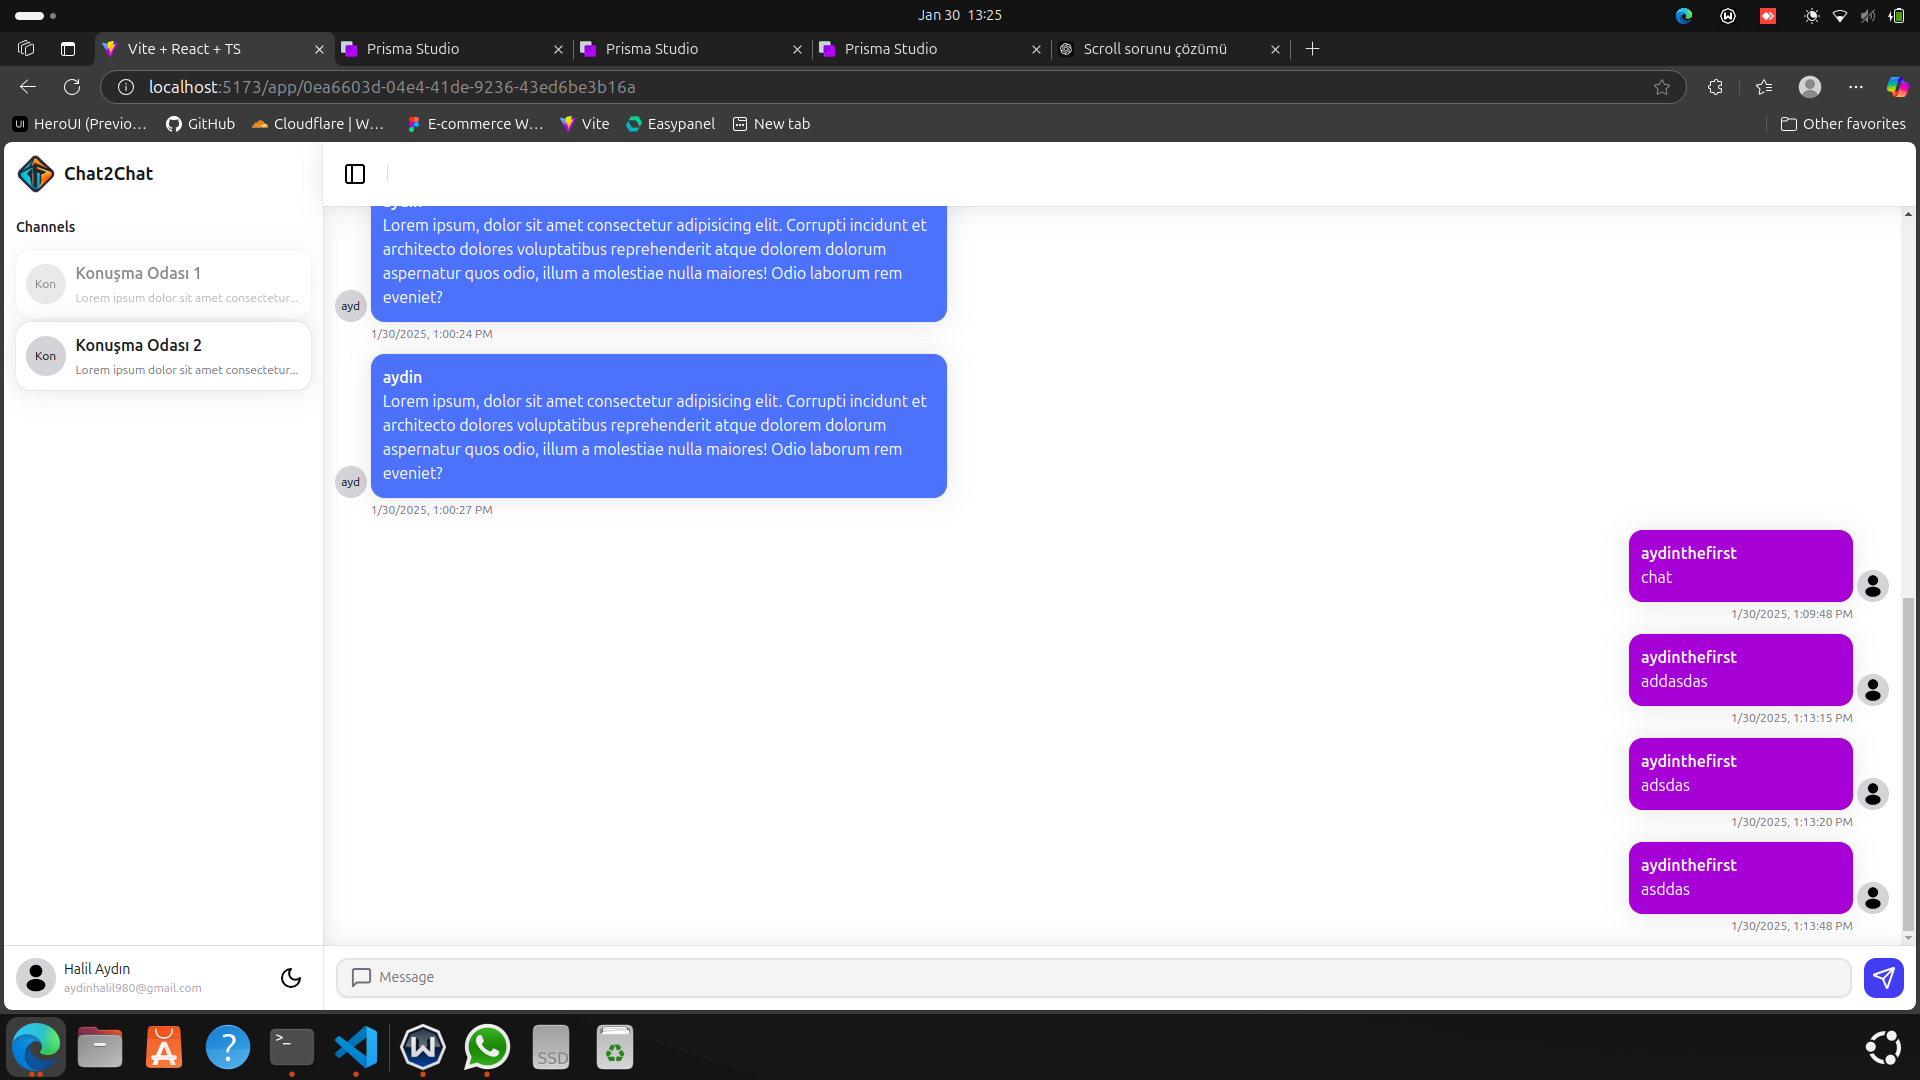 Jan 30 13:25
Vite + React + TS
Prisma Studio
Prisma Studio
Prisma Studio
Scroll sorunu çözümü
localhost:5173/app/0ea6603d-04e4-41de-9236-43ed6be3b16a
HeroUI (Previo...
GitHub
Cloudflare | W...
E-commerce W...
Vite
Easypanel
New tab
Other favorites
Chat2Chat
Channels
Kon
Konuşma Odası 1
Lorem ipsum dolor sit amet consectetur...
Kon
Konuşma Odası 2
Lorem ipsum dolor sit amet consectetur...
Lorem ipsum, dolor sit amet consectetur adipisicing elit. Corrupti incidunt et
architecto dolores voluptatibus reprehenderit atque dolorem dolorum
aspernatur quos odio, illum a molestiae nulla maiores! Odio laborum rem
eveniet?
ayd
1/30/2025, 1:00:24 PM
aydin
Lorem ipsum, dolor sit amet consectetur adipisicing elit. Corrupti incidunt et
architecto dolores voluptatibus reprehenderit atque dolorem dolorum
aspernatur quos odio, illum a molestiae nulla maiores! Odio laborum rem
eveniet?
ayd
1/30/2025, 1:00:27 PM
aydinthefirst
chat
1/30/2025, 1:09:48 PM
aydinthefirst
addasdas
1/30/2025, 1:13:15 PM
aydinthefirst
adsdas
1/30/2025, 1:13:20 PM
aydinthefirst
asddas
1/30/2025, 1:13:48 PM
Halil Aydın
aydinhalil980@gmail.com
Message
SSD